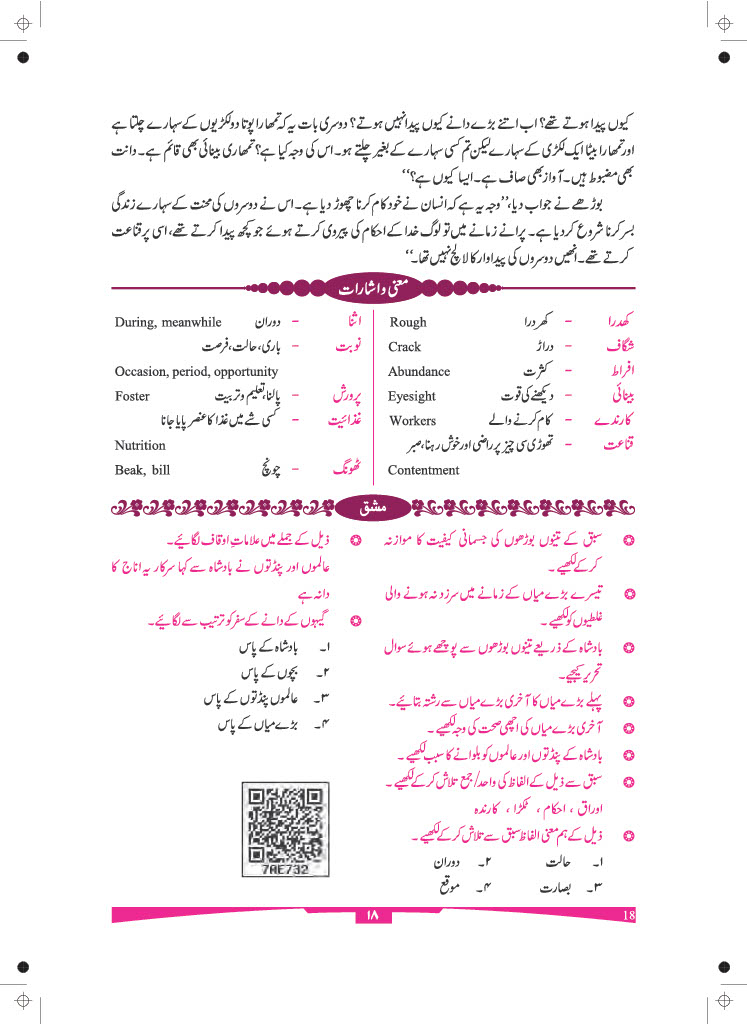 کیوں پیدا ہوتے تھے؟ اب اتنے بڑے دانے کیوں پیدا نہیں ہوتے؟ دوسری بات یہ کہ تمھارا پوتا دو لکڑیوں کے سہارے چلتا ہے
اور تمھارا بیٹا ایک لکڑی کے سہارے لیکن تم کسی سہارے کے بغیر چلتے ہو۔ اس کی وجہ کیا ہے؟ تمھاری بینائی بھی قائم ہے۔ دانت
بھی مضبوط ہیں۔ آواز بھی صاف ہے۔ ایسا کیوں ہے؟‘‘
بوڑھے نے جواب دیا، ’’وجہ یہ ہے کہ انسان نے خود کام کرنا چھوڑ دیا ہے۔ اس نے دوسروں کی محنت کے سہارے زندگی
بسر کرنا شروع کر دیا ہے۔ پرانے زمانے میں تو لوگ خدا کے احکام کی پیروی کرتے ہوئے جو کچھ پیدا کرتے تھے، اسی پر قناعت
کرتے تھے۔ انھیں دوسروں کی پیداوار کا لالچ نہیں تھا۔‘‘
معنی و اشارات
کھدرا – کھردرا Rough
شگاف – دراڑ Crack
افراط – کثرت Abundance
بینائی – دیکھنے کی قوت Eyesight
کارندے – کام کرنے والے Workers
قناعت – تھوڑی سی چیز پر راضی اور خوش رہنا، صبر
Contentment
اثنا – دوران During, meanwhile
نوبت – باری، حالت، فرصت
Occasion, period, opportunity
پرورش – پالنا، تعلیم و تربیت Foster
غذائیت – کسی شے میں غذا کا عنصر پایا جانا
Nutrition
ٹھونگ – چونچ Beak, bill
مشق
سبق کے تینوں بوڑھوں کی جسمانی کیفیت کا موازنہ
کر کے لکھیے۔
تیسرے بڑے میاں کے زمانے میں سرزد نہ ہونے والی
غلطیوں کو لکھیے۔
بادشاہ کے ذریعے تینوں بوڑھوں سے پوچھے ہوئے سوال
تحریر کیجیے۔
پہلے بڑے میاں کا آخری بڑے میاں سے رشتہ بتائیے۔
آخری بڑے میاں کی اچھی صحت کی وجہ لکھیے۔
بادشاہ کے پنڈتوں اور عالموں کو بلوانے کا سبب لکھیے۔
سبق سے ذیل کے الفاظ کی واحد/جمع تلاش کر کے لکھیے۔
اوراق ، احکام ، ٹکڑا ، کارندہ
ذیل کے ہم معنی الفاظ سبق سے تلاش کر کے لکھیے۔
۱۔ حالت ۲۔ دوران
۳۔ بصارت ۴۔ موقع
ذیل کے جملے میں علاماتِ اوقاف لگائیے۔
عالموں اور پنڈتوں نے بادشاہ سے کہا سرکار یہ اناج کا
دانہ ہے
گیہوں کے دانے کے سفر کو ترتیب سے لگائیے۔
۱۔ بادشاہ کے پاس
۲۔ بچوں کے پاس
۳۔ عالموں پنڈتوں کے پاس
۴۔ بڑے میاں کے پاس
7AE732
۱۸
18